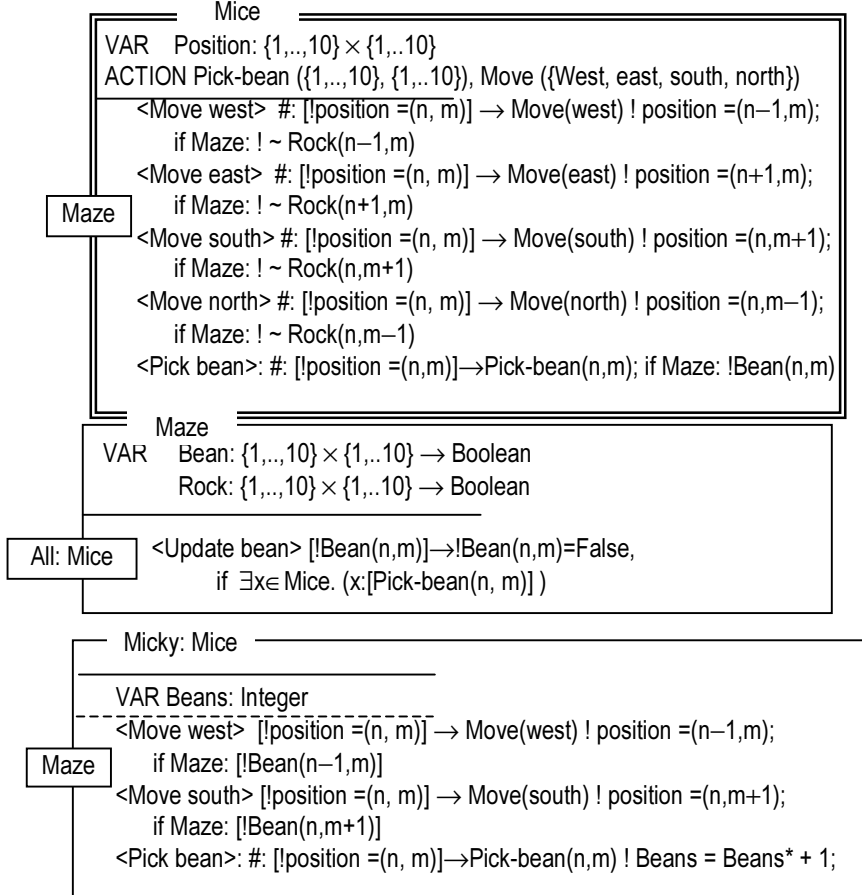 Mice
VAR Position: {1,..,10} × {1,..10}
ACTION Pick-bean ({1,..,10}, {1,..10}), Move ({West, east, south, north})
<Move west> #: [!position =(n, m)] → Move(west) ! position =(n−1,m);
if Maze: ! ~ Rock(n−1,m)
<Move east> #: [!position =(n, m)] → Move(east) ! position =(n+1,m);
if Maze: ! ~ Rock(n+1,m)
Maze
<Move south> #: [!position =(n, m)] → Move(south) ! position =(n,m+1);
if Maze: ! ~ Rock(n,m+1)
<Move north> #: [!position =(n, m)] → Move(north) ! position =(n,m−1);
if Maze: ! ~ Rock(n,m−1)
<Pick bean>: #: [!position =(n,m)]→Pick-bean(n,m); if Maze: !Bean(n,m)
Maze
VAR Bean: {1,..,10} × {1,..10} → Boolean
Rock: {1,..,10} × {1,..10} → Boolean
All: Mice
<Update bean> [!Bean(n,m)]→!Bean(n,m)=False,
if ∃x∈Mice. (x:[Pick-bean(n, m)] )
Micky: Mice
VAR Beans: Integer
<Move west> [!position =(n, m)] → Move(west) ! position =(n−1,m);
Maze
if Maze: [!Bean(n−1,m)]
<Move south> [!position =(n, m)] → Move(south) ! position =(n,m+1);
if Maze: [!Bean(n,m+1)]
<Pick bean>: #: [!position =(n, m)]→Pick-bean(n,m) ! Beans = Beans* + 1;